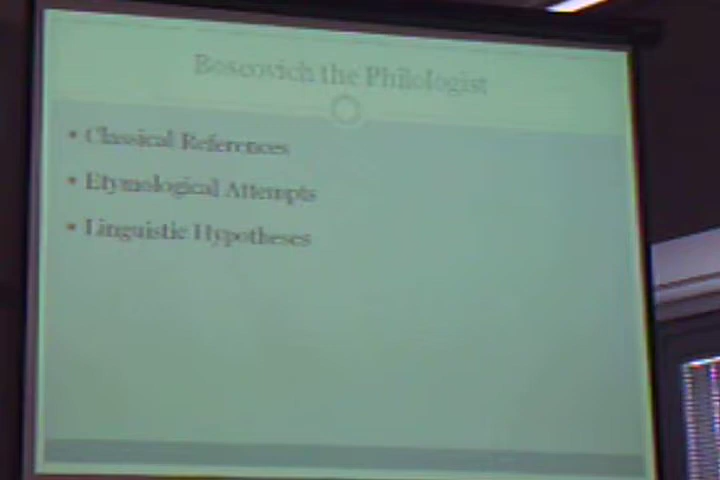 Boscovich the Philologist
• Classical References
• Etymological Attempts
• Linguistic Hypotheses